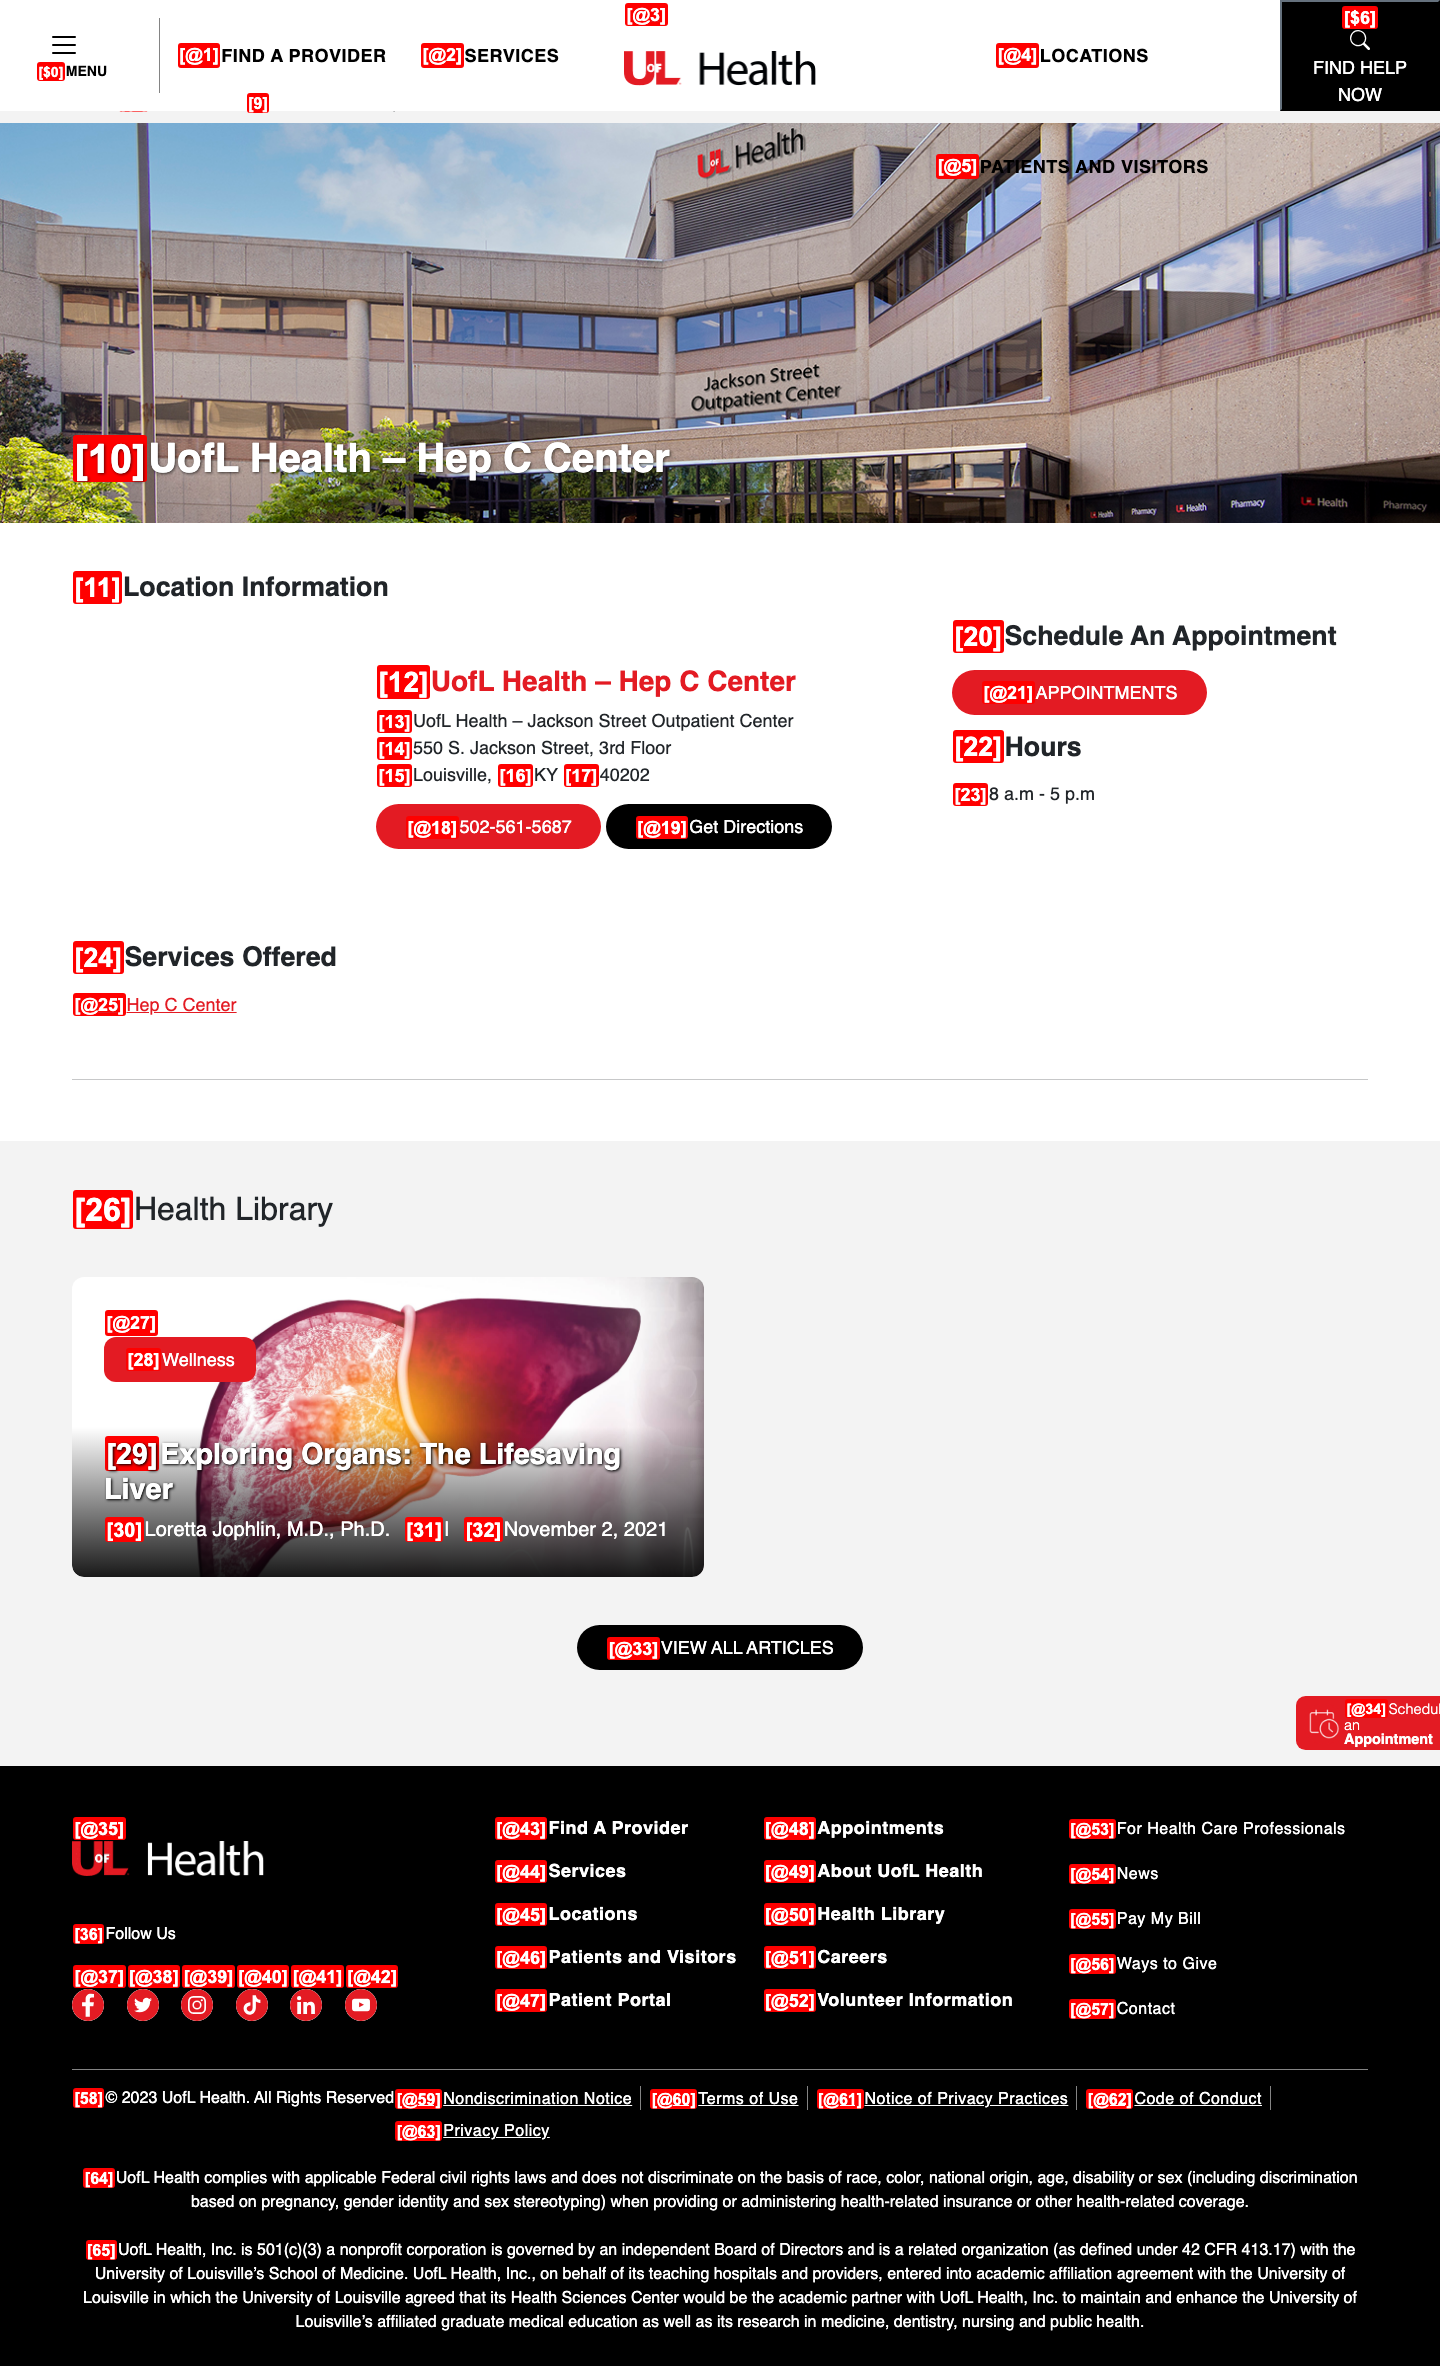 [$0]MENU
[@1]FIND A PROVIDER
[@2]SERVICES
[@3]
UofL Health
[@4]LOCATIONS
[$6]
FIND HELP
NOW
[9]
UofL Health
[@5]PATIENTS AND VISITORS
Jackson Street
Outpatient Center
[10]UofL Health – Hep C Center
Health
Pharmacy
UofL Health
Pharmacy
UofL Health
Pharmacy
[11]Location Information
[12]UofL Health – Hep C Center
[13]UofL Health – Jackson Street Outpatient Center
[14]550 S. Jackson Street, 3rd Floor
[15]Louisville, [16]KY [17]40202
[@18]502-561-5687
[@19]Get Directions
[20]Schedule An Appointment
[@21]APPOINTMENTS
[22]Hours
[23]8 a.m - 5 p.m
[24]Services Offered
[@25]Hep C Center
[26]Health Library
[@27]
[28]Wellness
[29]Exploring Organs: The Lifesaving
Liver
[30]Loretta Jophlin, M.D., Ph.D. [31]| [32]November 2, 2021
[@33]VIEW ALL ARTICLES
[@34]Schedul
an
Appointment
[@35]
UofL Health
[36]Follow Us
[@37] [@38] [@39] [@40] [@41] [@42]
[@43]Find A Provider
[@44]Services
[@45]Locations
[@46]Patients and Visitors
[@47]Patient Portal
[@48]Appointments
[@49]About UofL Health
[@50]Health Library
[@51]Careers
[@52]Volunteer Information
[@53]For Health Care Professionals
[@54]News
[@55]Pay My Bill
[@56]Ways to Give
[@57]Contact
[58]© 2023 UofL Health. All Rights Reserved
[@59]Nondiscrimination Notice
[@60]Terms of Use
[@61]Notice of Privacy Practices
[@62]Code of Conduct
[@63]Privacy Policy
[64]UofL Health complies with applicable Federal civil rights laws and does not discriminate on the basis of race, color, national origin, age, disability or sex (including discrimination
based on pregnancy, gender identity and sex stereotyping) when providing or administering health-related insurance or other health-related coverage.
[65]UofL Health, Inc. is 501(c)(3) a nonprofit corporation is governed by an independent Board of Directors and is a related organization (as defined under 42 CFR 413.17) with the
University of Louisville’s School of Medicine. UofL Health, Inc., on behalf of its teaching hospitals and providers, entered into academic affiliation agreement with the University of
Louisville in which the University of Louisville agreed that its Health Sciences Center would be the academic partner with UofL Health, Inc. to maintain and enhance the University of
Louisville’s affiliated graduate medical education as well as its research in medicine, dentistry, nursing and public health.